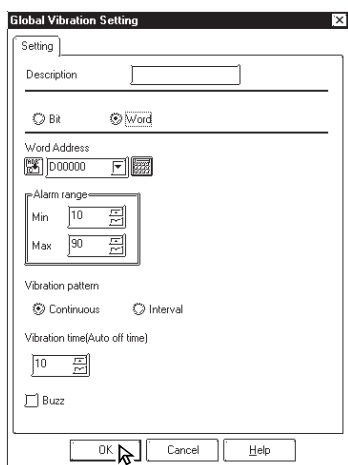 Global Vibration Setting
Setting
Description
Bit Word
Word Address
D00000
Alarm range
Min 10
Max 90
Vibration pattern
Continuous Interval
Vibration time(Auto off time)
10
Buzz
OK Cancel Help